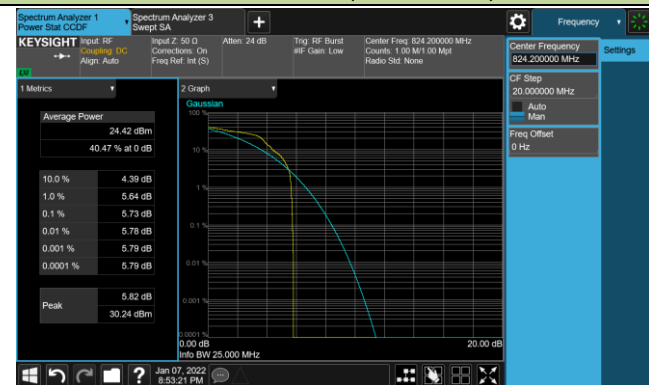 Spectrum Analyzer 1
Power Stat CCDF
Spectrum Analyzer 3
Swept SA
Frequency
KEYSIGHT
Input: RF
Coupling: DC
Align: Auto
Input Z: 50 Ω
Corrections: On
Freq Ref: Int (S)
Atten: 24 dB
Trig: RF Burst
#IF Gain: Low
Center Freq: 824.200000 MHz
Counts: 1.00 M/1.00 Mpt
Radio Std: None
Center Frequency
824.200000 MHz
Settings
CF Step
20.000000 MHz
Auto
Man
Freq Offset
0 Hz
1 Metrics
Average Power
24.42 dBm
40.47 % at 0 dB
10.0 % 4.39 dB
1.0 % 5.64 dB
0.1 % 5.73 dB
0.01 % 5.78 dB
0.001 % 5.79 dB
0.0001 % 5.79 dB
Peak
5.82 dB
30.24 dBm
2 Graph
Gaussian
100 %
10 %
1 %
0.1 %
0.01 %
0.001 %
0.0001 %
0.00 dB
20.00 dB
Info BW 25.000 MHz
?
Jan 07, 2022
8:53:21 PM